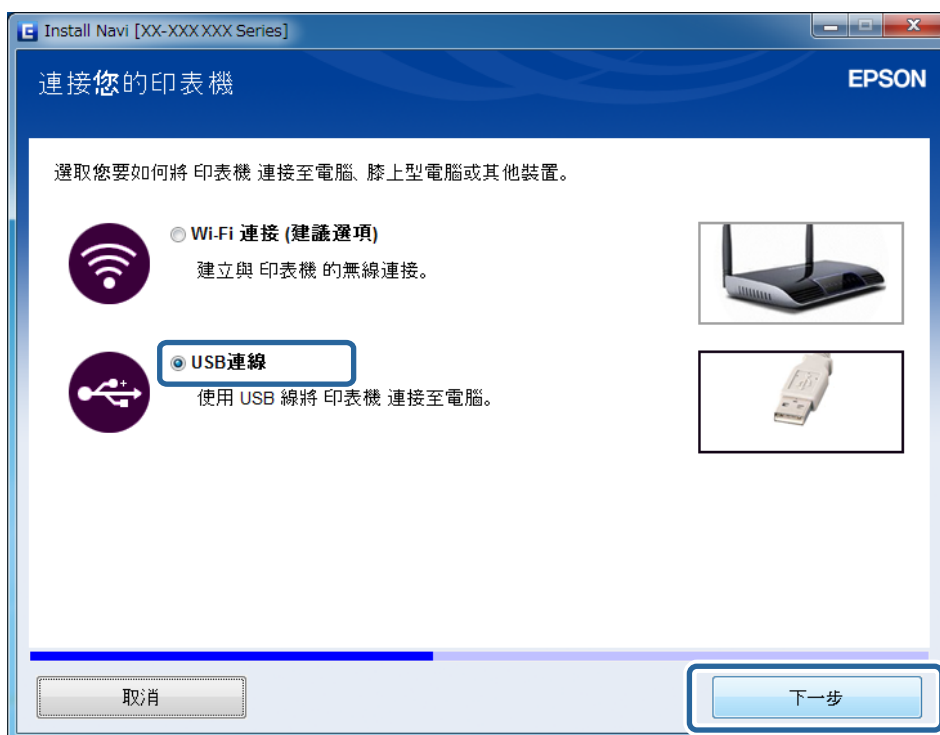 Install Navi [XX-XXX XXX Series]
連接您的印表機
EPSON
選取您要如何將 印表機 連接至電腦、膝上型電腦或其他裝置。
Wi-Fi 連接 (建議選項)
建立與 印表機 的無線連接。
USB連線
使用 USB 線將 印表機 連接至電腦。
取消
下一步